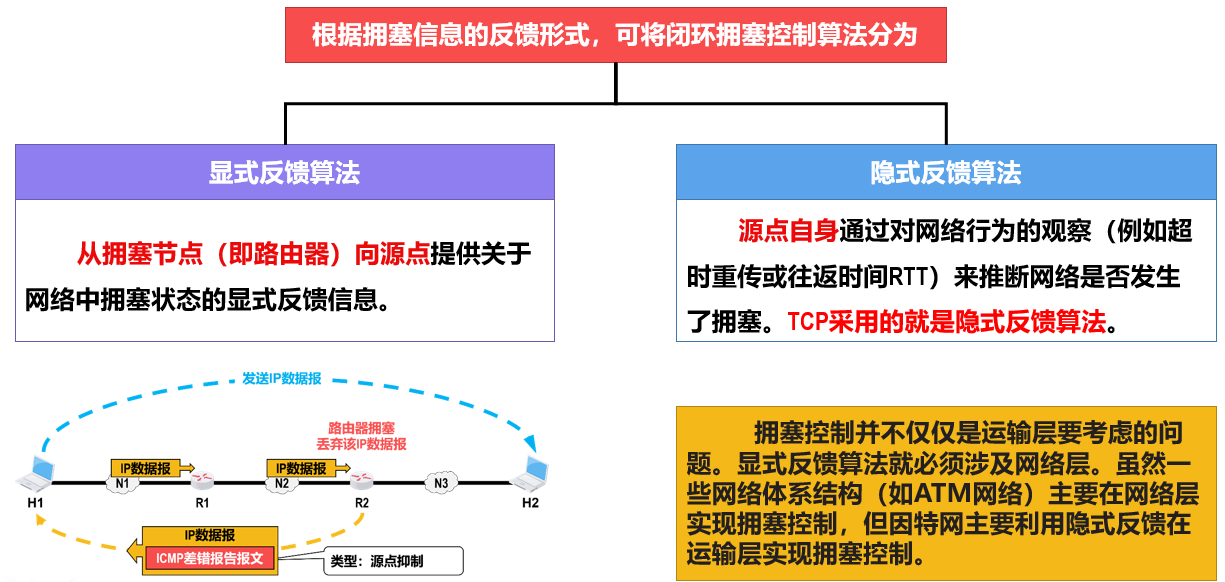 根据拥塞信息的反馈形式，可将闭环拥塞控制算法分为
显式反馈算法
从拥塞节点（即路由器）向源点提供关于
网络中拥塞状态的显式反馈信息。
隐式反馈算法
源点自身通过对网络行为的观察（例如超
时重传或往返时间RTT）来推断网络是否发生
了拥塞。TCP采用的就是隐式反馈算法。
发送IP数据报
路由器拥塞
丢弃该IP数据报
IP数据报
IP数据报
N1
N2
N3
H1
R1
R2
H2
IP数据报
ICMP差错报告报文
类型：源点抑制
拥塞控制并不仅仅是运输层要考虑的问
题。显式反馈算法就必须涉及网络层。虽然一
些网络体系结构（如ATM网络）主要在网络层
实现拥塞控制，但因特网主要利用隐式反馈在
运输层实现拥塞控制。